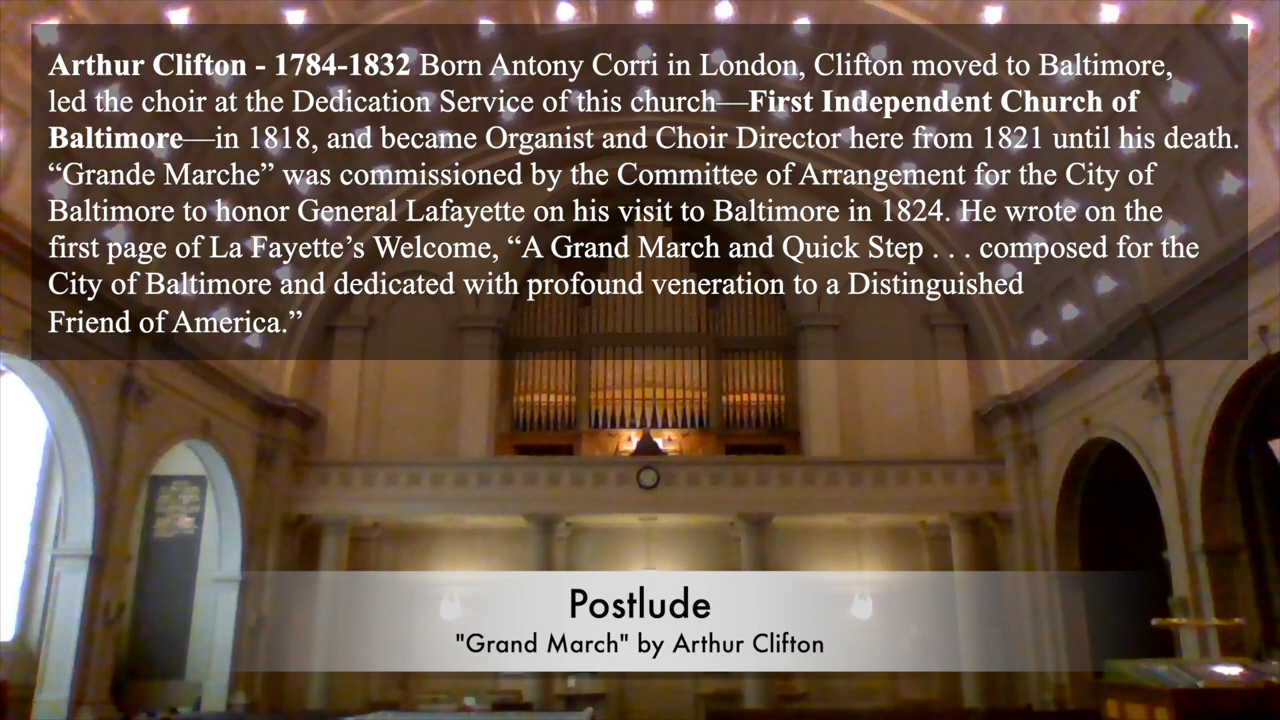 Arthur Clifton - 1784-1832 Born Antony Corri in London, Clifton moved to Baltimore,
led the choir at the Dedication Service of this church—First Independent Church of
Baltimore—in 1818, and became Organist and Choir Director here from 1821 until his death.
“Grande Marche” was commissioned by the Committee of Arrangement for the City of
Baltimore to honor General Lafayette on his visit to Baltimore in 1824. He wrote on the
first page of La Fayette’s Welcome, “A Grand March and Quick Step . . . composed for the
City of Baltimore and dedicated with profound veneration to a Distinguished
Friend of America.”
Postlude
"Grand March" by Arthur Clifton